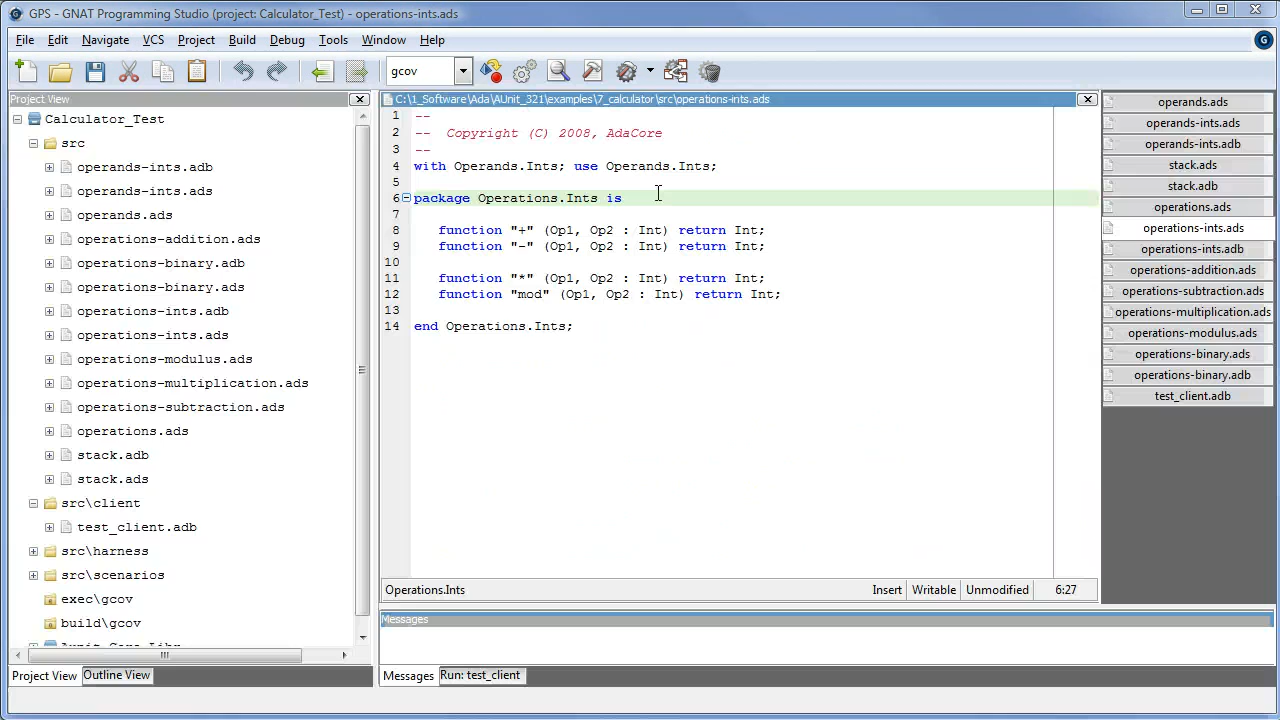 GPS - GNAT Programming Studio (project: Calculator_Test) - operations-ints.ads
File Edit Navigate VCS Project Build Debug Tools Window Help
gcov
Project View
Calculator_Test
src
operands-ints.adb
operands-ints.ads
operands.ads
operations-addition.ads
operations-binary.adb
operations-binary.ads
operations-ints.adb
operations-ints.ads
operations-modulus.ads
operations-multiplication.ads
operations-subtraction.ads
operations.ads
stack.adb
stack.ads
src\client
test_client.adb
src\harness
src\scenarios
exec\gcov
build\gcov
Project View Outline View
C:\1_Software\Ada\AUnit_321\examples\7_calculator\src\operations-ints.ads
1 --
2 --  Copyright (C) 2008, AdaCore
3 --
4 with Operands.Ints; use Operands.Ints;
5
6 package Operations.Ints is
7
8    function "+" (Op1, Op2 : Int) return Int;
9    function "-" (Op1, Op2 : Int) return Int;
10
11    function "*" (Op1, Op2 : Int) return Int;
12    function "mod" (Op1, Op2 : Int) return Int;
13
14 end Operations.Ints;
Operations.Ints Insert Writable Unmodified 6:27
Messages
Messages Run: test_client
operands.ads
operands-ints.ads
operands-ints.adb
stack.ads
stack.adb
operations.ads
operations-ints.ads
operations-ints.adb
operations-addition.ads
operations-subtraction.ads
operations-multiplication.ads
operations-modulus.ads
operations-binary.ads
operations-binary.adb
test_client.adb